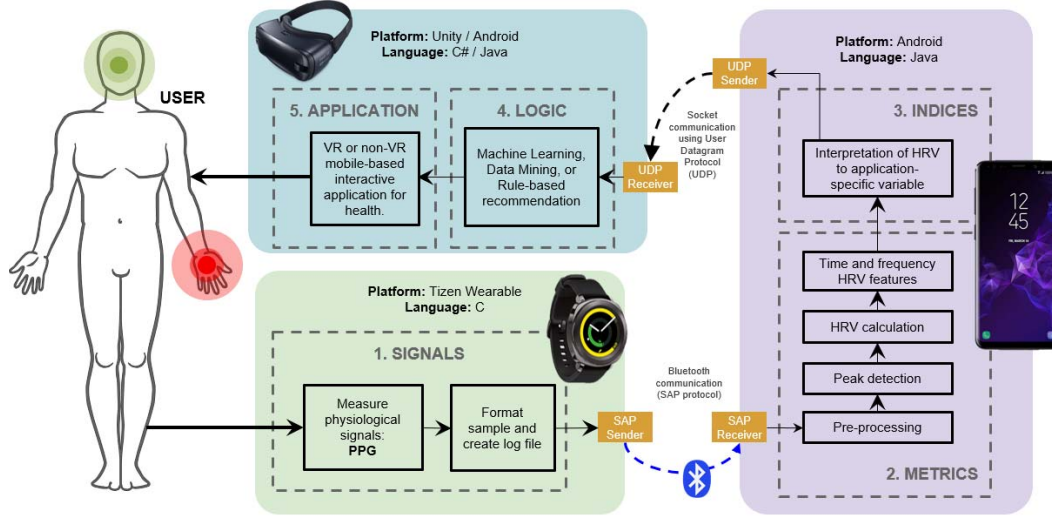 USER
Platform: Unity / Android
Language: C# / Java
5. APPLICATION
VR or non-VR
mobile-based
interactive
application for
health.
4. LOGIC
Machine Learning,
Data Mining, or
Rule-based
recommendation
UDP
Receiver
Socket
communication
using User
Datagram
Protocol
(UDP)
UDP
Sender
Platform: Android
Language: Java
3. INDICES
Interpretation of HRV
to application-
specific variable
12
45
Time and frequency
HRV features
HRV calculation
Peak detection
Pre-processing
2. METRICS
Platform: Tizen Wearable
Language: C
1. SIGNALS
Measure
physiological
signals:
PPG
Format
sample and
create log file
SAP
Sender
Bluetooth
communication
(SAP protocol)
SAP
Receiver